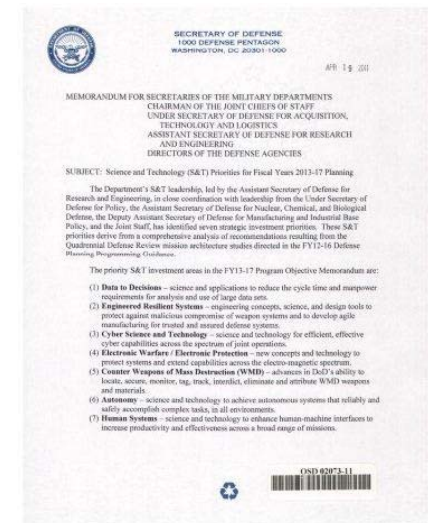 SECRETARY OF DEFENSE
1000 DEFENSE PENTAGON
WASHINGTON, DC 20301-1000
APR 19 2011
MEMORANDUM FOR SECRETARIES OF THE MILITARY DEPARTMENTS
CHAIRMAN OF THE JOINT CHIEFS OF STAFF
UNDER SECRETARY OF DEFENSE FOR ACQUISITION,
TECHNOLOGY AND LOGISTICS
ASSISTANT SECRETARY OF DEFENSE FOR RESEARCH
AND ENGINEERING
DIRECTORS OF THE DEFENSE AGENCIES
SUBJECT: Science and Technology (S&T) Priorities for Fiscal Years 2013-17 Planning
The Department's S&T leadership, led by the Assistant Secretary of Defense for
Research and Engineering, in close coordination with leadership from the Under Secretary of
Defense for Policy, the Assistant Secretary of Defense for Nuclear, Chemical, and Biological
Defense, the Deputy Assistant Secretary of Defense for Manufacturing and Industrial Base
Policy, and the Joint Staff, has identified seven strategic investment priorities. These S&T
priorities derive from a comprehensive analysis of recommendations resulting from the
Quadrennial Defense Review mission architecture studies directed in the FY12-16 Defense
Planning Programming Guidance.
The priority S&T investment areas in the FY13-17 Program Objective Memorandum are:
(1) Data to Decisions – science and applications to reduce the cycle time and manpower
requirements for analysis and use of large data sets.
(2) Engineered Resilient Systems – engineering concepts, science, and design tools to
protect against malicious compromise of weapon systems and to develop agile
manufacturing for trusted and assured defense systems.
(3) Cyber Science and Technology – science and technology for efficient, effective
cyber capabilities across the spectrum of joint operations.
(4) Electronic Warfare / Electronic Protection – new concepts and technology to
protect systems and extend capabilities across the electro-magnetic spectrum.
(5) Counter Weapons of Mass Destruction (WMD) – advances in DoD's ability to
locate, secure, monitor, tag, track, interdict, eliminate and attribute WMD weapons
and materials.
(6) Autonomy – science and technology to achieve autonomous systems that reliably and
safely accomplish complex tasks, in all environments.
(7) Human Systems – science and technology to enhance human-machine interfaces to
increase productivity and effectiveness across a broad range of missions.
OSD 02073-11